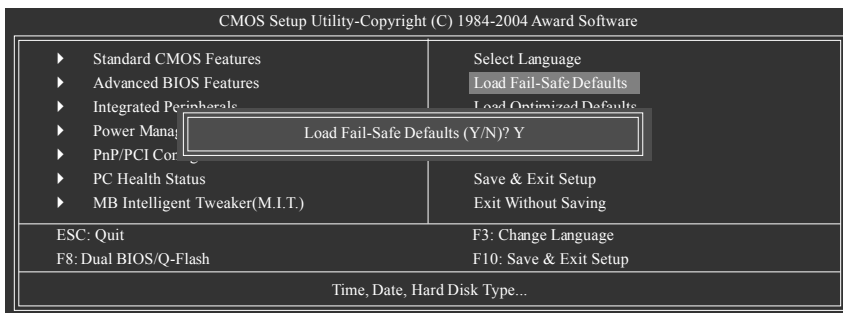 CMOS Setup Utility-Copyright (C) 1984-2004 Award Software
Standard CMOS Features
Advanced BIOS Features
Integrated Peripherals
Power
PnP/PCI
PC Health Status
MB Intelligent Tweaker(M.I.T.)
Select Language
Load Fail-Safe Defaults
Load Optimized Defaults
Load Fail-Safe Defaults (Y/N)? Y
Save & Exit Setup
Exit Without Saving
ESC: Quit
F3: Change Language
F8: Dual BIOS/Q-Flash
F10: Save & Exit Setup
Time, Date, Hard Disk Type...